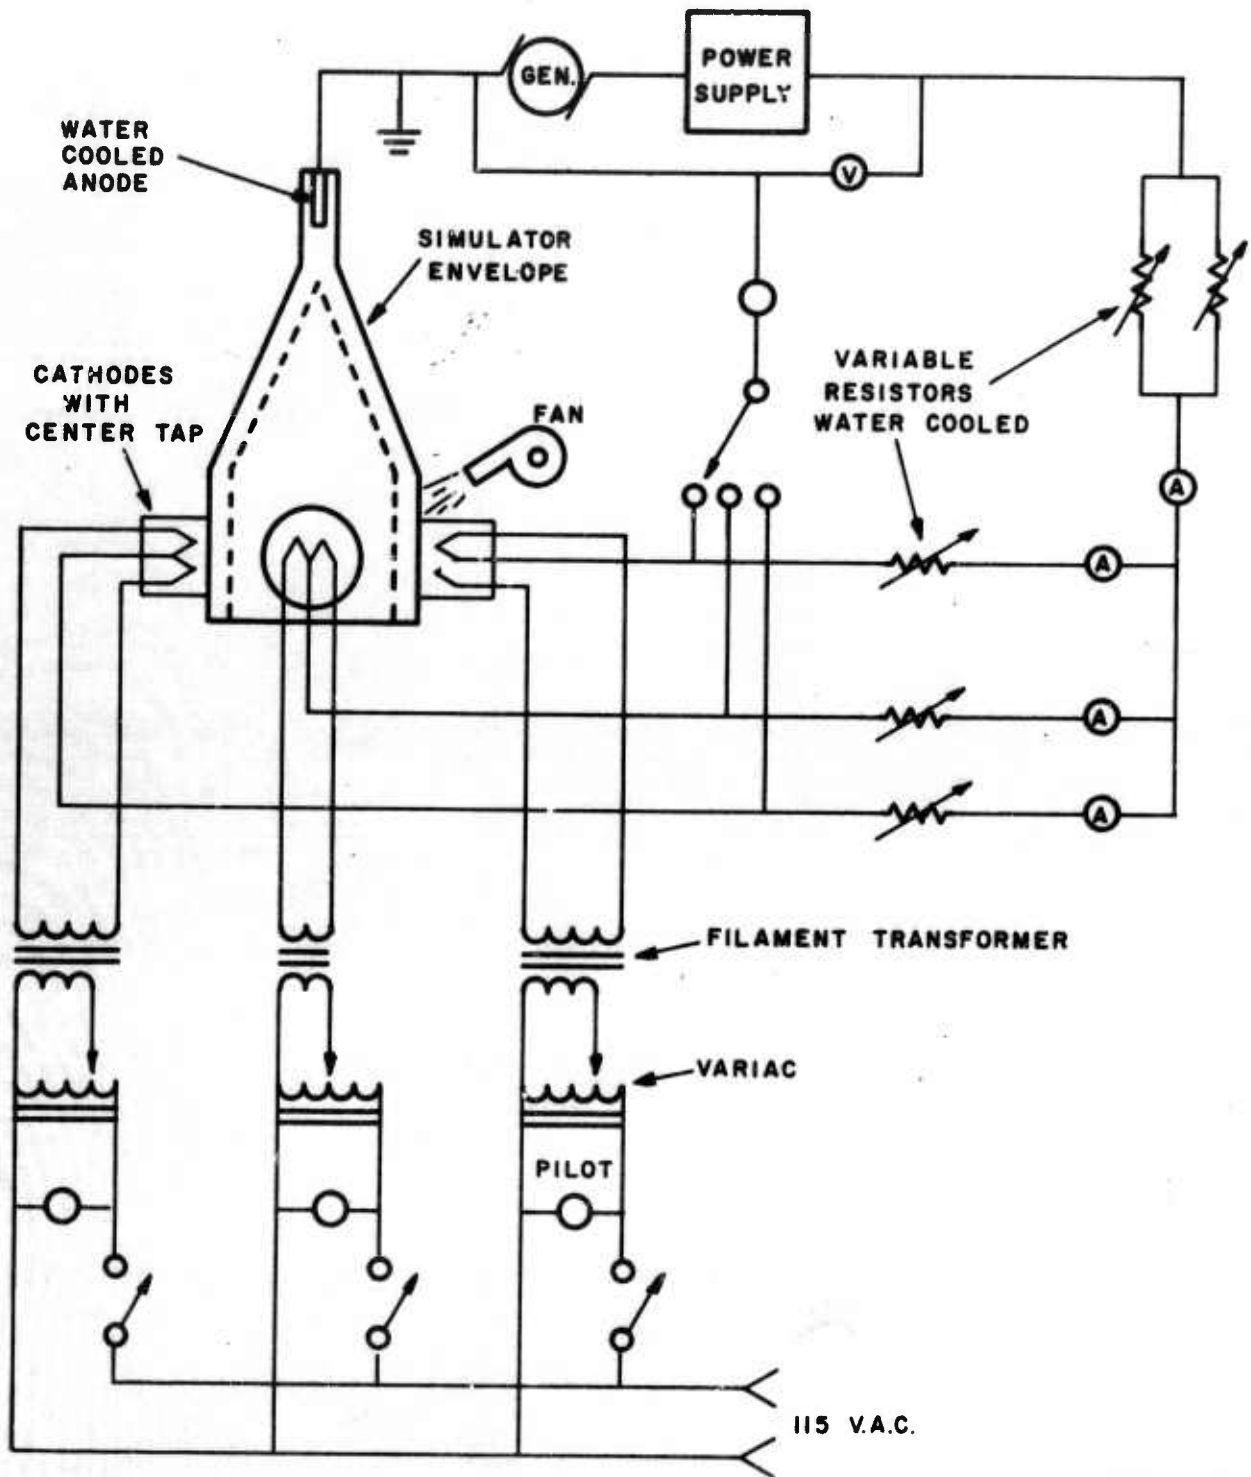 GEN.
POWER
SUPPLY
WATER
COOLED
ANODE
V
SIMULATOR
ENVELOPE
CATHODES
WITH
CENTER TAP
FAN
VARIABLE
RESISTORS
WATER COOLED
A
A
A
A
FILAMENT TRANSFORMER
VARIAC
PILOT
115 V.A.C.